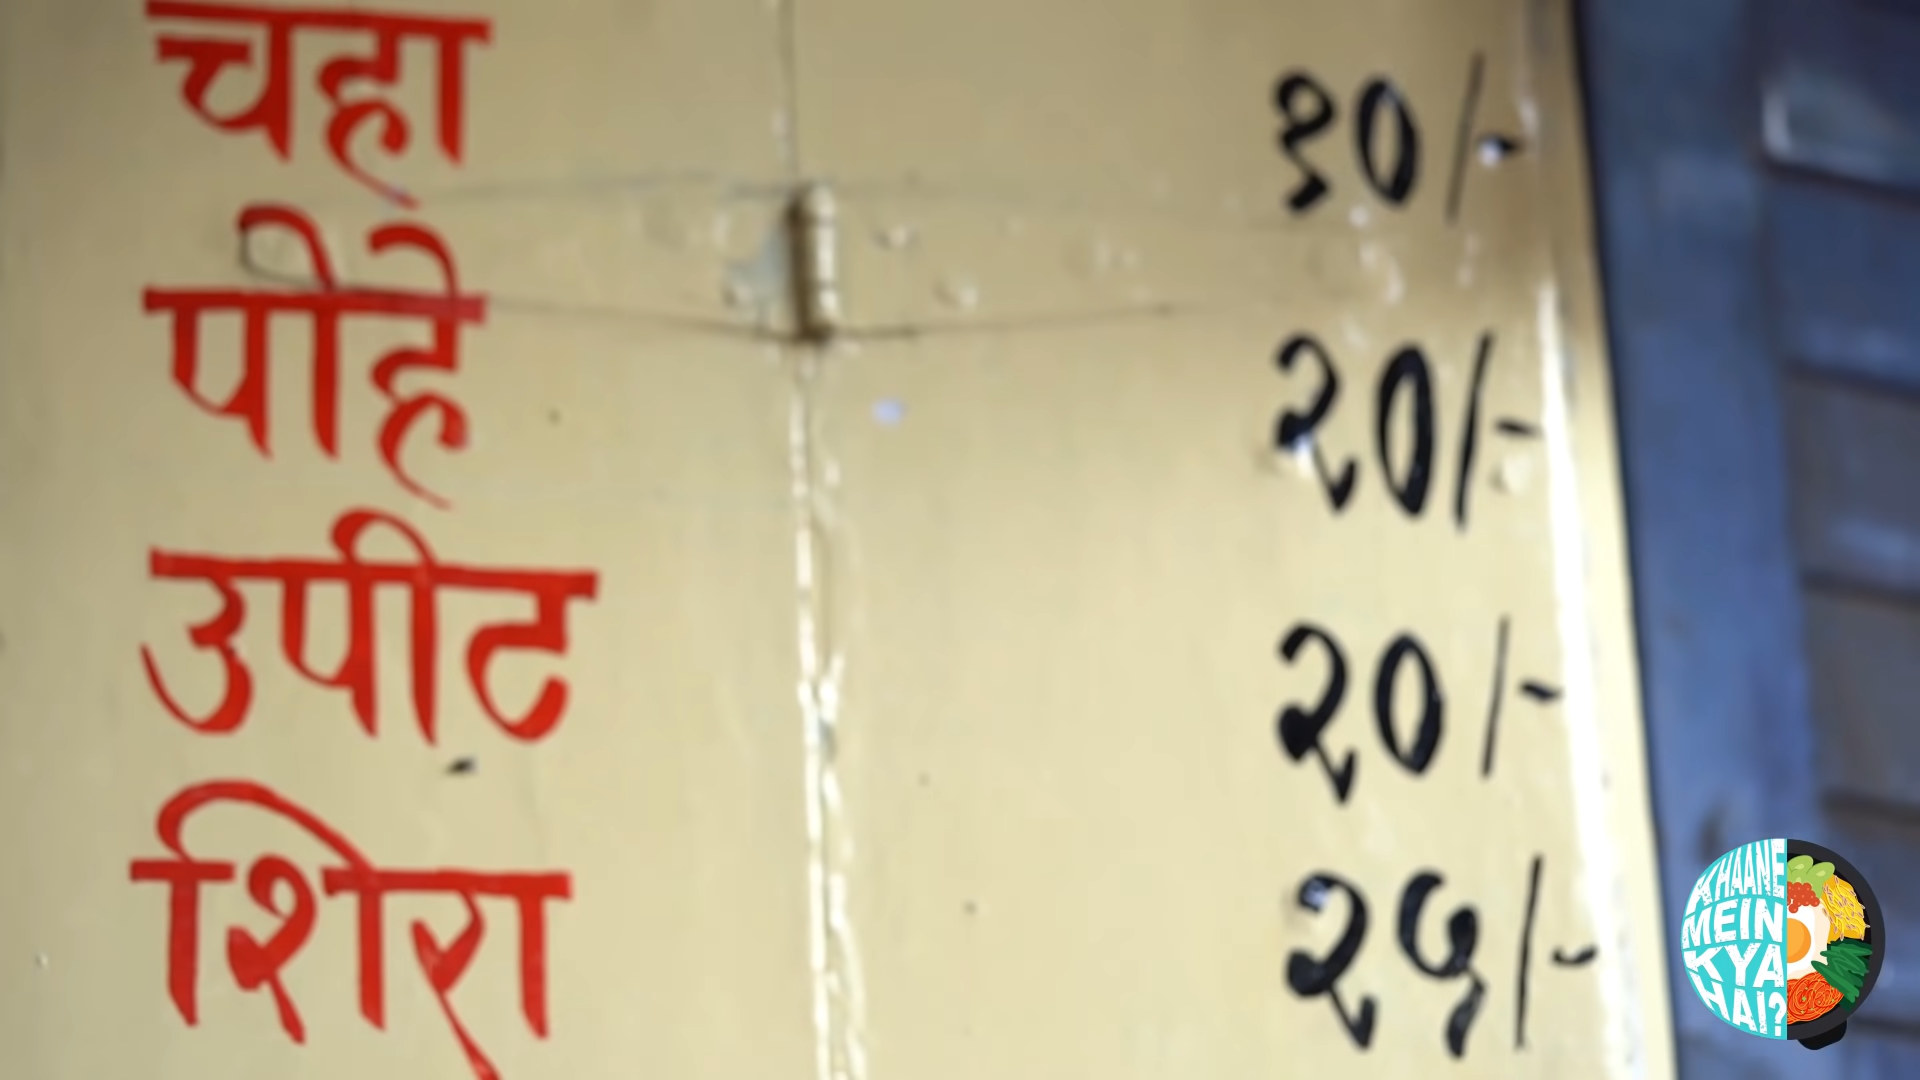 चहा १०/-
पोहे २०/-
उपीट २०/-
शिरा २५/-
KHAANE
MEIN
KYA
HAI?